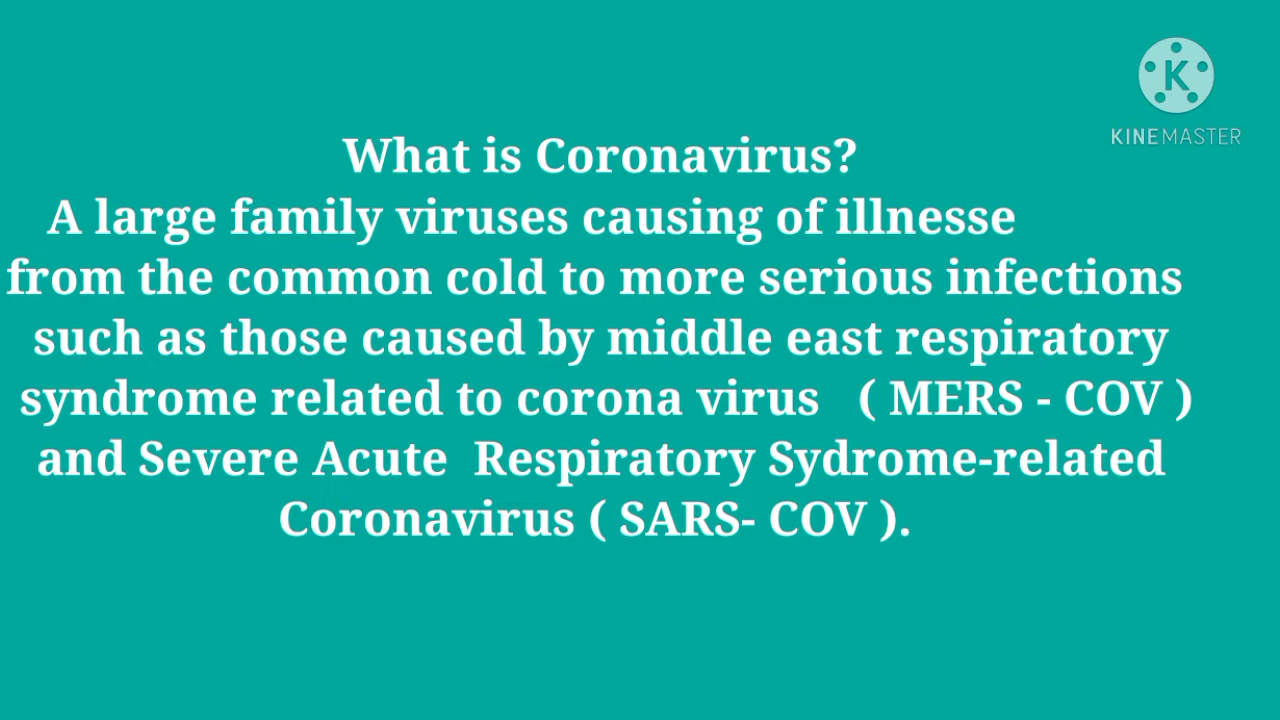 K
KINEMASTER
What is Coronavirus?
A large family viruses causing of illnesse
from the common cold to more serious infections
such as those caused by middle east respiratory
syndrome related to corona virus   ( MERS - COV )
and Severe Acute  Respiratory Sydrome-related
Coronavirus ( SARS- COV ).